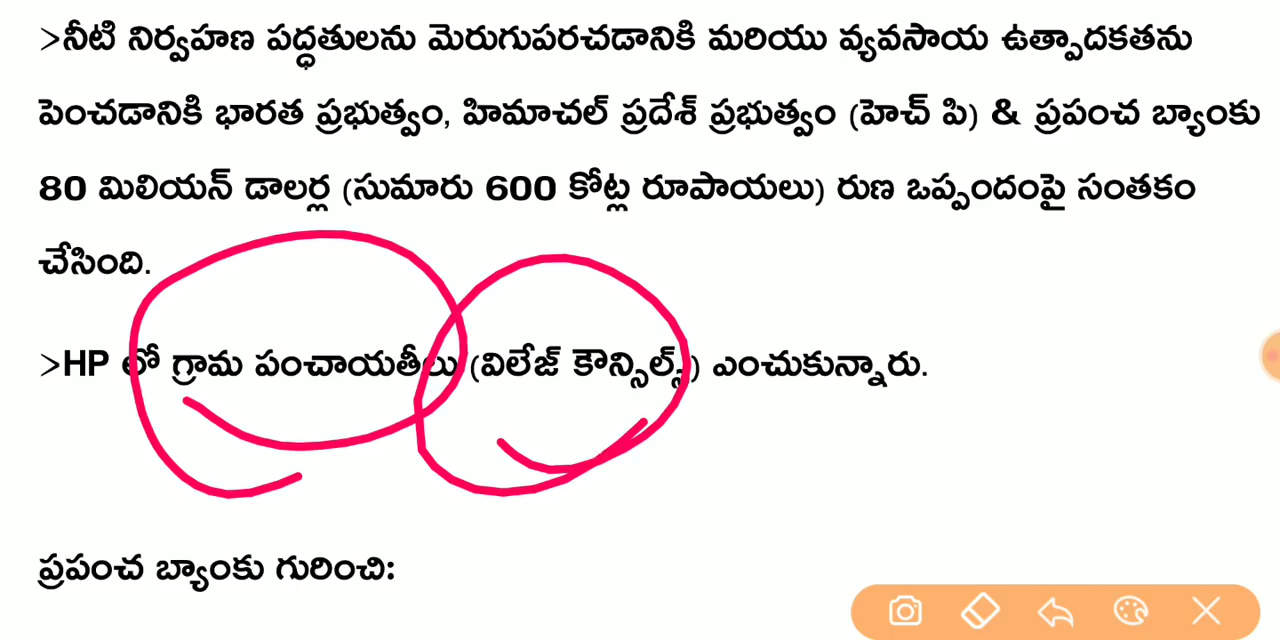 >నీటి నిర్వహణ పద్ధతులను మెరుగుపరచడానికి మరియు వ్యవసాయ ఉత్పాదకతను
పెంచడానికి భారత ప్రభుత్వం, హిమాచల్ ప్రదేశ్ ప్రభుత్వం (హెచ్ పి) & ప్రపంచ బ్యాంకు
80 మిలియన్ డాలర్ల (సుమారు 600 కోట్ల రూపాయలు) రుణ ఒప్పందంపై సంతకం
చేసింది.
>HP లో గ్రామ పంచాయతీలు (విలేజ్ కౌన్సిల్స్) ఎంచుకున్నారు.
ప్రపంచ బ్యాంకు గురించి: